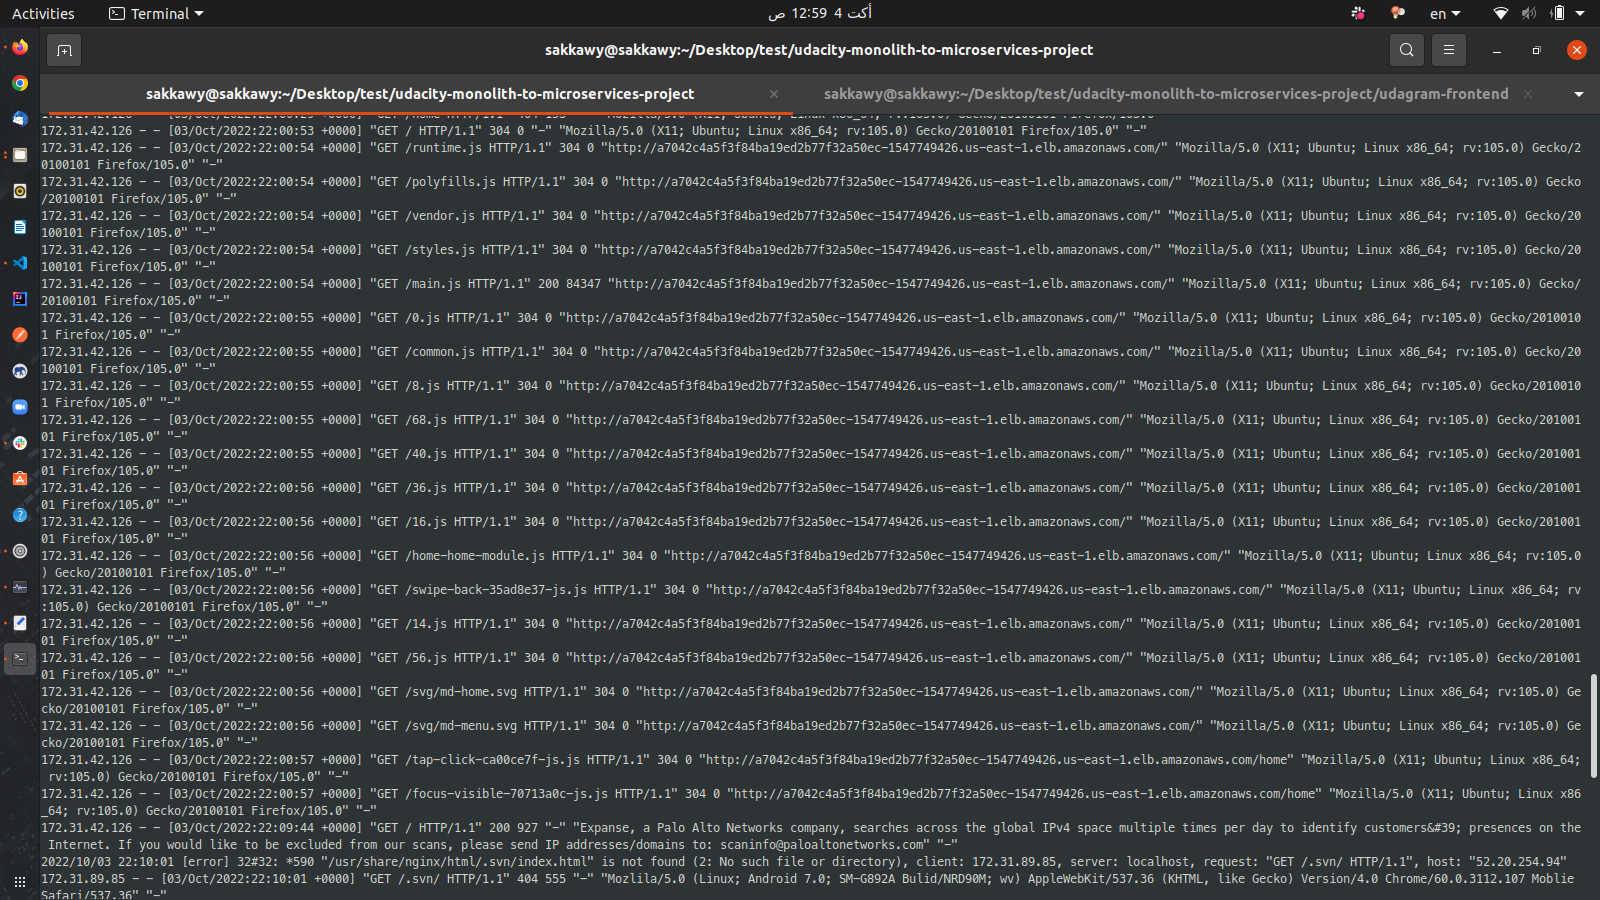 Activities
Terminal
أكت 4 12:59 ص
en
sakkawy@sakkawy:~/Desktop/test/udacity-monolith-to-microservices-project
sakkawy@sakkawy:~/Desktop/test/udacity-monolith-to-microservices-project
sakkawy@sakkawy:~/Desktop/test/udacity-monolith-to-microservices-project/udagram-frontend
172.31.42.126 - - [03/Oct/2022:22:00:53 +0000] "GET / HTTP/1.1" 304 0 "-" "Mozilla/5.0 (X11; Ubuntu; Linux x86_64; rv:105.0) Gecko/20100101 Firefox/105.0" "-"
172.31.42.126 - - [03/Oct/2022:22:00:54 +0000] "GET /runtime.js HTTP/1.1" 304 0 "http://a7042c4a5f3f84ba19ed2b77f32a50ec-1547749426.us-east-1.elb.amazonaws.com/" "Mozilla/5.0 (X11; Ubuntu; Linux x86_64; rv:105.0) Gecko/2
0100101 Firefox/105.0" "-"
172.31.42.126 - - [03/Oct/2022:22:00:54 +0000] "GET /polyfills.js HTTP/1.1" 304 0 "http://a7042c4a5f3f84ba19ed2b77f32a50ec-1547749426.us-east-1.elb.amazonaws.com/" "Mozilla/5.0 (X11; Ubuntu; Linux x86_64; rv:105.0) Gecko
/20100101 Firefox/105.0" "-"
172.31.42.126 - - [03/Oct/2022:22:00:54 +0000] "GET /vendor.js HTTP/1.1" 304 0 "http://a7042c4a5f3f84ba19ed2b77f32a50ec-1547749426.us-east-1.elb.amazonaws.com/" "Mozilla/5.0 (X11; Ubuntu; Linux x86_64; rv:105.0) Gecko/20
100101 Firefox/105.0" "-"
172.31.42.126 - - [03/Oct/2022:22:00:54 +0000] "GET /styles.js HTTP/1.1" 304 0 "http://a7042c4a5f3f84ba19ed2b77f32a50ec-1547749426.us-east-1.elb.amazonaws.com/" "Mozilla/5.0 (X11; Ubuntu; Linux x86_64; rv:105.0) Gecko/20
100101 Firefox/105.0" "-"
172.31.42.126 - - [03/Oct/2022:22:00:54 +0000] "GET /main.js HTTP/1.1" 200 84347 "http://a7042c4a5f3f84ba19ed2b77f32a50ec-1547749426.us-east-1.elb.amazonaws.com/" "Mozilla/5.0 (X11; Ubuntu; Linux x86_64; rv:105.0) Gecko/
20100101 Firefox/105.0" "-"
172.31.42.126 - - [03/Oct/2022:22:00:55 +0000] "GET /0.js HTTP/1.1" 304 0 "http://a7042c4a5f3f84ba19ed2b77f32a50ec-1547749426.us-east-1.elb.amazonaws.com/" "Mozilla/5.0 (X11; Ubuntu; Linux x86_64; rv:105.0) Gecko/2010010
1 Firefox/105.0" "-"
172.31.42.126 - - [03/Oct/2022:22:00:55 +0000] "GET /common.js HTTP/1.1" 304 0 "http://a7042c4a5f3f84ba19ed2b77f32a50ec-1547749426.us-east-1.elb.amazonaws.com/" "Mozilla/5.0 (X11; Ubuntu; Linux x86_64; rv:105.0) Gecko/20
100101 Firefox/105.0" "-"
172.31.42.126 - - [03/Oct/2022:22:00:55 +0000] "GET /8.js HTTP/1.1" 304 0 "http://a7042c4a5f3f84ba19ed2b77f32a50ec-1547749426.us-east-1.elb.amazonaws.com/" "Mozilla/5.0 (X11; Ubuntu; Linux x86_64; rv:105.0) Gecko/2010010
1 Firefox/105.0" "-"
172.31.42.126 - - [03/Oct/2022:22:00:55 +0000] "GET /68.js HTTP/1.1" 304 0 "http://a7042c4a5f3f84ba19ed2b77f32a50ec-1547749426.us-east-1.elb.amazonaws.com/" "Mozilla/5.0 (X11; Ubuntu; Linux x86_64; rv:105.0) Gecko/201001
01 Firefox/105.0" "-"
172.31.42.126 - - [03/Oct/2022:22:00:55 +0000] "GET /40.js HTTP/1.1" 304 0 "http://a7042c4a5f3f84ba19ed2b77f32a50ec-1547749426.us-east-1.elb.amazonaws.com/" "Mozilla/5.0 (X11; Ubuntu; Linux x86_64; rv:105.0) Gecko/201001
01 Firefox/105.0" "-"
172.31.42.126 - - [03/Oct/2022:22:00:56 +0000] "GET /36.js HTTP/1.1" 304 0 "http://a7042c4a5f3f84ba19ed2b77f32a50ec-1547749426.us-east-1.elb.amazonaws.com/" "Mozilla/5.0 (X11; Ubuntu; Linux x86_64; rv:105.0) Gecko/201001
01 Firefox/105.0" "-"
172.31.42.126 - - [03/Oct/2022:22:00:56 +0000] "GET /16.js HTTP/1.1" 304 0 "http://a7042c4a5f3f84ba19ed2b77f32a50ec-1547749426.us-east-1.elb.amazonaws.com/" "Mozilla/5.0 (X11; Ubuntu; Linux x86_64; rv:105.0) Gecko/201001
01 Firefox/105.0" "-"
172.31.42.126 - - [03/Oct/2022:22:00:56 +0000] "GET /home-home-module.js HTTP/1.1" 304 0 "http://a7042c4a5f3f84ba19ed2b77f32a50ec-1547749426.us-east-1.elb.amazonaws.com/" "Mozilla/5.0 (X11; Ubuntu; Linux x86_64; rv:105.0
) Gecko/20100101 Firefox/105.0" "-"
172.31.42.126 - - [03/Oct/2022:22:00:56 +0000] "GET /swipe-back-35ad8e37-js.js HTTP/1.1" 304 0 "http://a7042c4a5f3f84ba19ed2b77f32a50ec-1547749426.us-east-1.elb.amazonaws.com/" "Mozilla/5.0 (X11; Ubuntu; Linux x86_64; rv
:105.0) Gecko/20100101 Firefox/105.0" "-"
172.31.42.126 - - [03/Oct/2022:22:00:56 +0000] "GET /14.js HTTP/1.1" 304 0 "http://a7042c4a5f3f84ba19ed2b77f32a50ec-1547749426.us-east-1.elb.amazonaws.com/" "Mozilla/5.0 (X11; Ubuntu; Linux x86_64; rv:105.0) Gecko/201001
01 Firefox/105.0" "-"
172.31.42.126 - - [03/Oct/2022:22:00:56 +0000] "GET /56.js HTTP/1.1" 304 0 "http://a7042c4a5f3f84ba19ed2b77f32a50ec-1547749426.us-east-1.elb.amazonaws.com/" "Mozilla/5.0 (X11; Ubuntu; Linux x86_64; rv:105.0) Gecko/201001
01 Firefox/105.0" "-"
172.31.42.126 - - [03/Oct/2022:22:00:56 +0000] "GET /svg/md-home.svg HTTP/1.1" 304 0 "http://a7042c4a5f3f84ba19ed2b77f32a50ec-1547749426.us-east-1.elb.amazonaws.com/" "Mozilla/5.0 (X11; Ubuntu; Linux x86_64; rv:105.0) Ge
cko/20100101 Firefox/105.0" "-"
172.31.42.126 - - [03/Oct/2022:22:00:56 +0000] "GET /svg/md-menu.svg HTTP/1.1" 304 0 "http://a7042c4a5f3f84ba19ed2b77f32a50ec-1547749426.us-east-1.elb.amazonaws.com/" "Mozilla/5.0 (X11; Ubuntu; Linux x86_64; rv:105.0) Ge
cko/20100101 Firefox/105.0" "-"
172.31.42.126 - - [03/Oct/2022:22:00:57 +0000] "GET /tap-click-ca00ce7f-js.js HTTP/1.1" 304 0 "http://a7042c4a5f3f84ba19ed2b77f32a50ec-1547749426.us-east-1.elb.amazonaws.com/home" "Mozilla/5.0 (X11; Ubuntu; Linux x86_64;
rv:105.0) Gecko/20100101 Firefox/105.0" "-"
172.31.42.126 - - [03/Oct/2022:22:00:57 +0000] "GET /focus-visible-70713a0c-js.js HTTP/1.1" 304 0 "http://a7042c4a5f3f84ba19ed2b77f32a50ec-1547749426.us-east-1.elb.amazonaws.com/home" "Mozilla/5.0 (X11; Ubuntu; Linux x86
_64; rv:105.0) Gecko/20100101 Firefox/105.0" "-"
172.31.42.126 - - [03/Oct/2022:22:09:44 +0000] "GET / HTTP/1.1" 200 927 "-" "Expanse, a Palo Alto Networks company, searches across the global IPv4 space multiple times per day to identify customers&#39; presences on the
Internet. If you would like to be excluded from our scans, please send IP addresses/domains to: scaninfo@paloaltonetworks.com" "-"
2022/10/03 22:10:01 [error] 32#32: *590 "/usr/share/nginx/html/.svn/index.html" is not found (2: No such file or directory), client: 172.31.89.85, server: localhost, request: "GET /.svn/ HTTP/1.1", host: "52.20.254.94"
172.31.89.85 - - [03/Oct/2022:22:10:01 +0000] "GET /.svn/ HTTP/1.1" 404 555 "-" "Mozlila/5.0 (Linux; Android 7.0; SM-G892A Bulid/NRD90M; wv) AppleWebKit/537.36 (KHTML, like Gecko) Version/4.0 Chrome/60.0.3112.107 Moblie
Safari/537.36" "-"